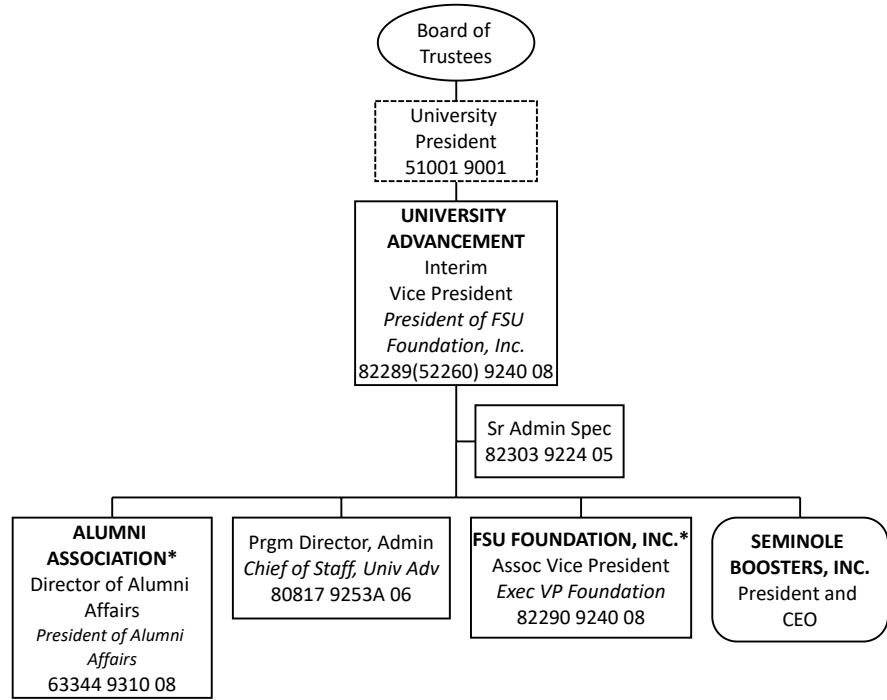 Board of
Trustees
University
President
51001 9001
UNIVERSITY
ADVANCEMENT
Interim
Vice President
President of FSU
Foundation, Inc.
82289(52260) 9240 08
Sr Admin Spec
82303 9224 05
ALUMNI
ASSOCIATION*
Director of Alumni
Affairs
President of Alumni
Affairs
63344 9310 08
Prgm Director, Admin
Chief of Staff, Univ Adv
80817 9253A 06
FSU FOUNDATION, INC.*
Assoc Vice President
Exec VP Foundation
82290 9240 08
SEMINOLE
BOOSTERS, INC.
President and
CEO